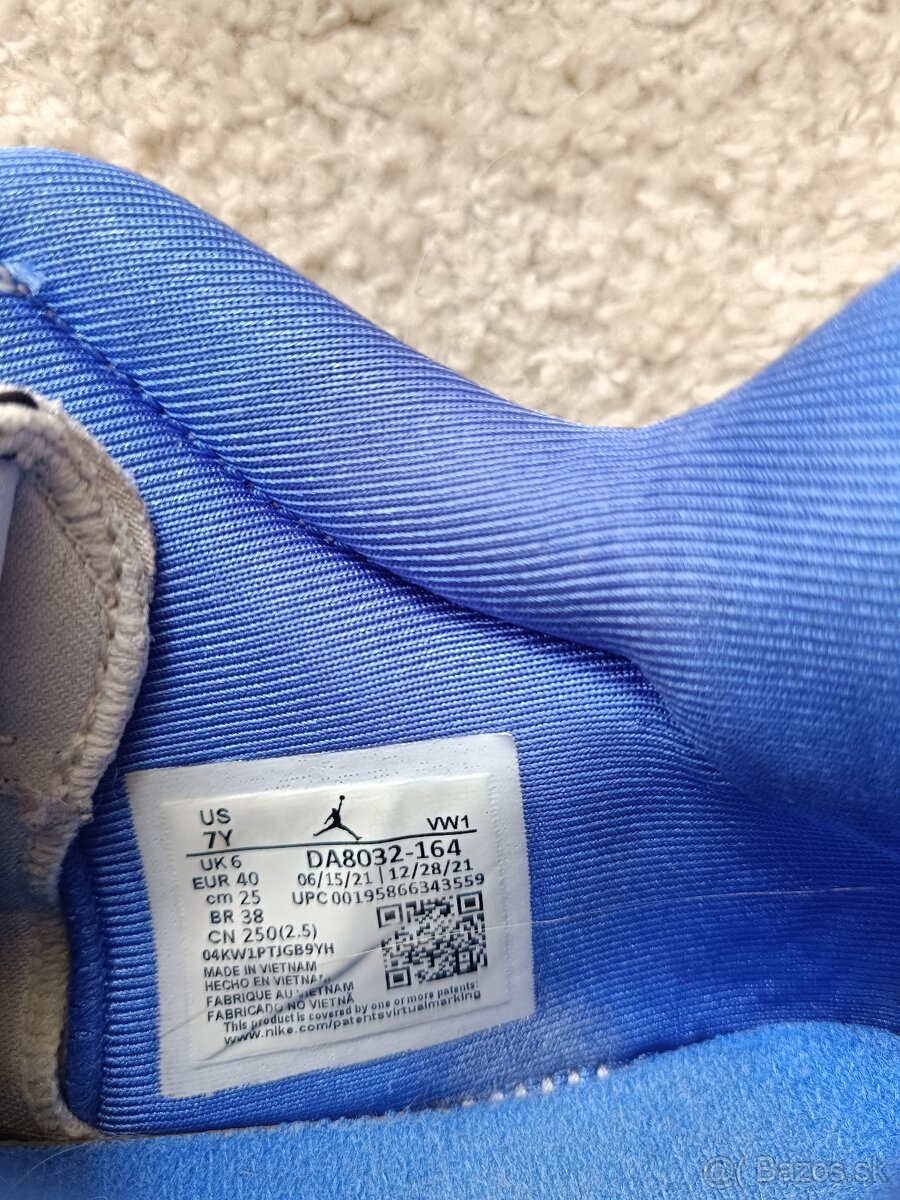 US
7Y
VW1
UK 6
DA8032-164
EUR 40
06/15/21 | 12/28/21
cm 25
UPC 00195866343559
BR 38
CN 250(2.5)
04KW1PTJGB9YH
MADE IN VIETNAM
HECHO EN VIETNAM
FABRIQUE AU VIETNAM
FABRICADO NO VIETNÃ
This product is covered by one or more patents:
www.nike.com/patentsvirtualmarking
@( Bazos.sk